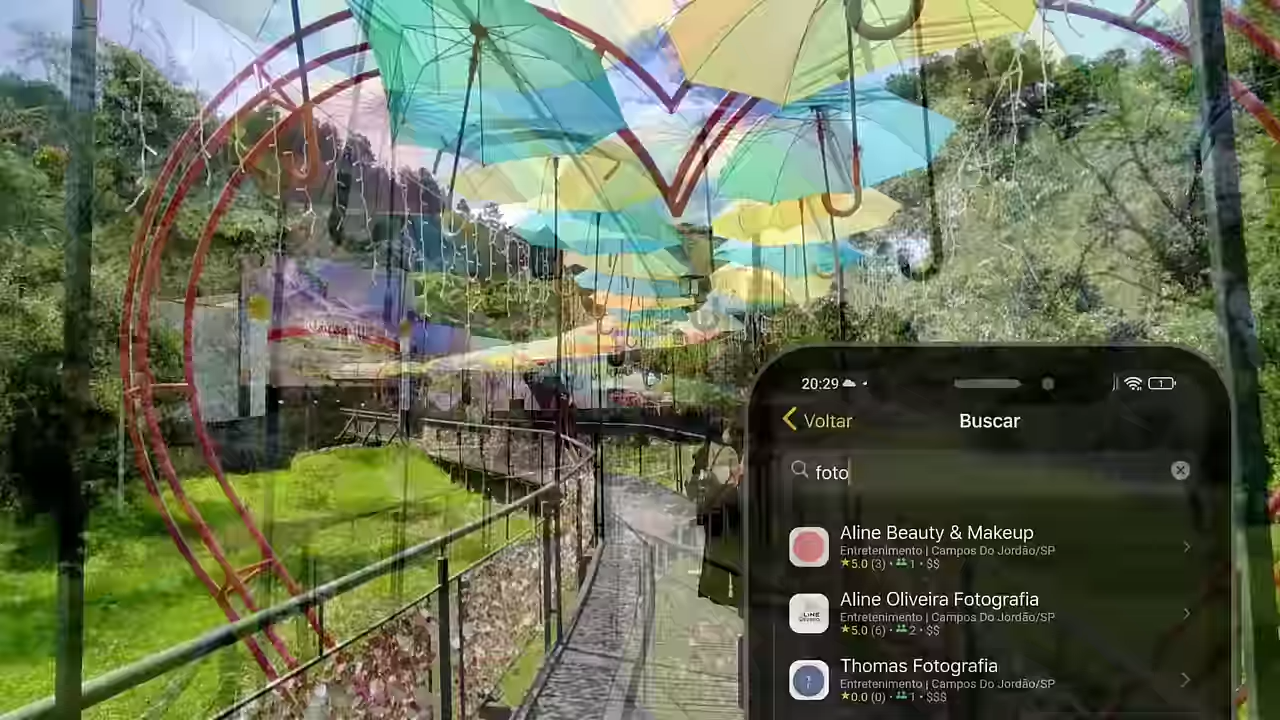 20:29
Voltar
Buscar
foto
Aline Beauty & Makeup
Entretenimento | Campos Do Jordão/SP
★5.0 (3) • 1 • $$
Aline Oliveira Fotografia
Entretenimento | Campos Do Jordão/SP
★5.0 (6) • 2 • $$
Thomas Fotografia
Entretenimento | Campos Do Jordão/SP
★0.0 (0) • 1 • $$$